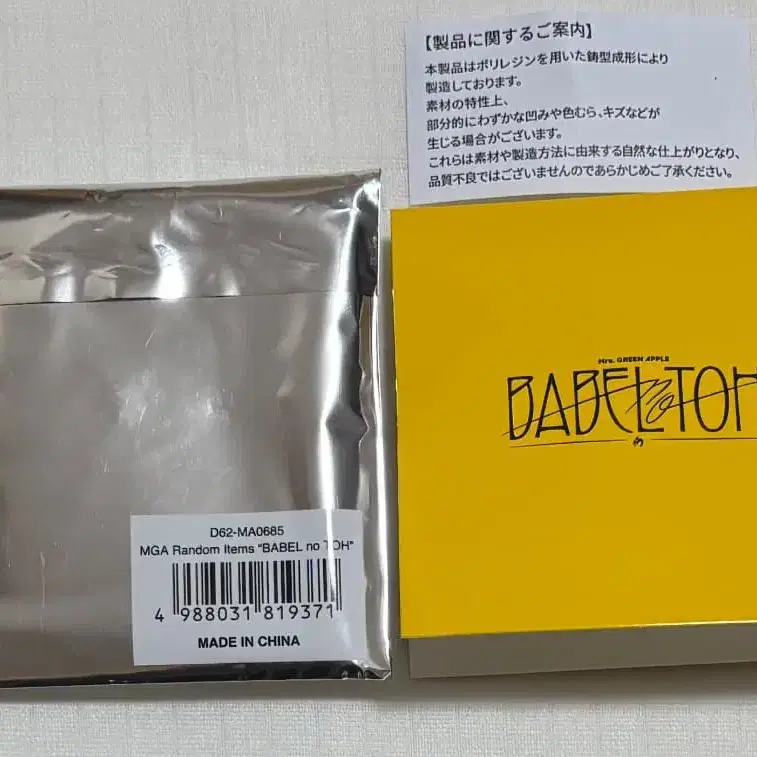 【製品に関するご案内】
本製品はポリレジンを用いた鋳型成形により
製造しております。
素材の特性上、
部分的にわずかな凹みや色むら、キズなどが
生じる場合がございます。
これらは素材や製造方法に由来する自然な仕上がりとなり、
品質不良ではございませんのであらかじめご了承ください。
Mrs. GREEN APPLE
BABEL no TOH
D62-MA0685
MGA Random Items "BABEL no TOH"
4 988031 819371
MADE IN CHINA